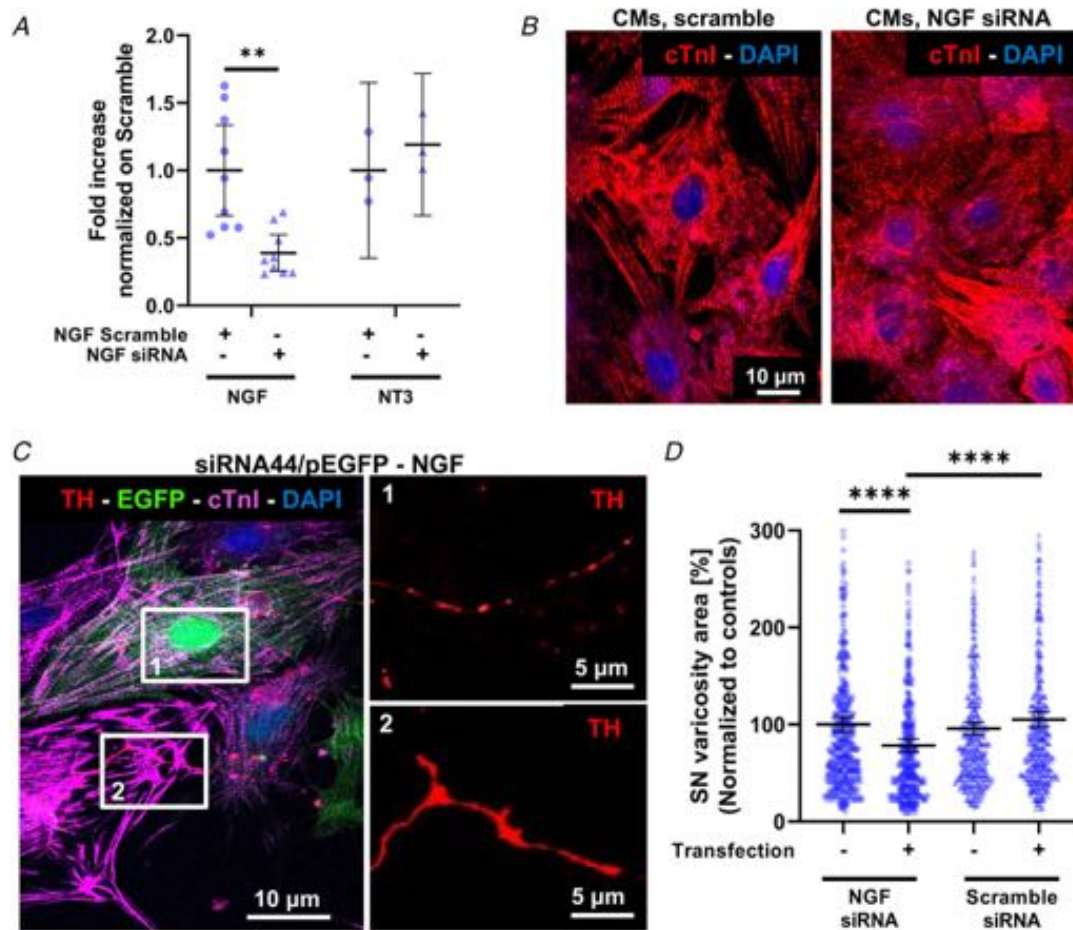 A
2.0
1.5
1.0
0.5
0.0
Fold increase
normalized on Scramble
**
NGF Scramble + - + -
NGF siRNA - + - +
NGF NT3
B
CMs, scramble
cTnI - DAPI
10 µm
CMs, NGF siRNA
cTnI - DAPI
C
siRNA44/pEGFP - NGF
TH - EGFP - cTnI - DAPI
1
2
10 µm
1
TH
5 µm
2
TH
5 µm
D
****
****
300
200
100
0
SN varicosity area [%]
(Normalized to controls)
Transfection - + - +
NGF Scramble
siRNA siRNA